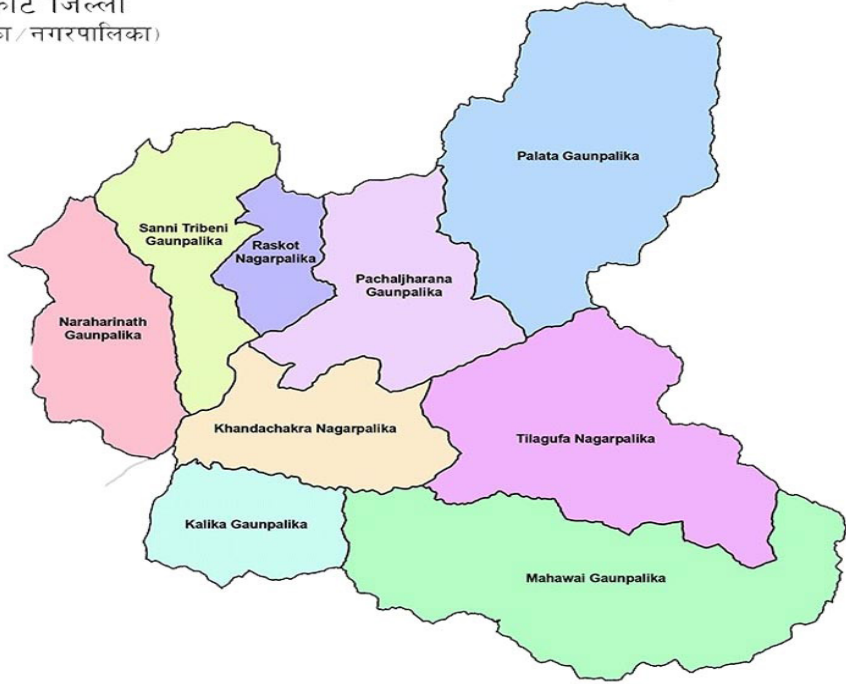 जिल्ला
नगरपालिका)
Palata Gaunpalika
Sanni Tribeni
Gaunpalika
Raskot
Nagarpalika
Pachaljharana
Gaunpalika
Naraharinath
Gaunpalika
Khandachakra Nagarpalika
Tilagufa Nagarpalika
Kalika Gaunpalika
Mahawai Gaunpalika